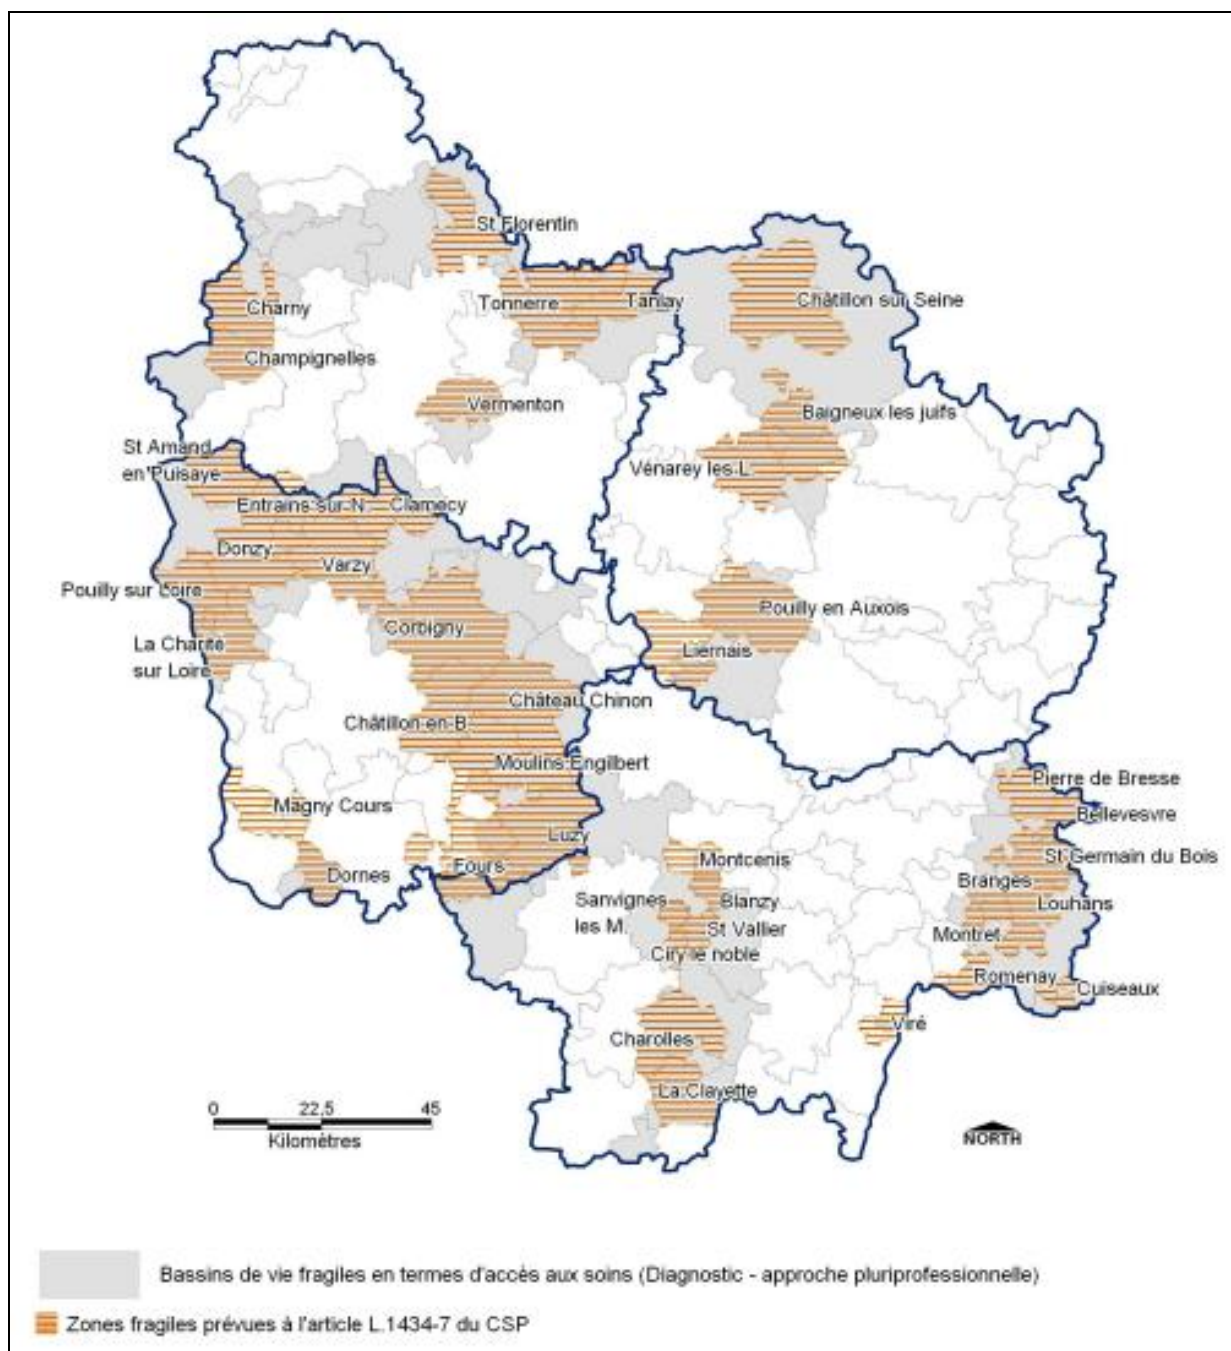 St Florentin
Charny
Tonnerre
Tanlay
Châtillon sur Seine
Champignelles
Vermenton
Baigneux les juifs
St Amand
en Puisaye
Vénarey les L.
Entrains sur N.
Clamecy
Donzy
Varzy
Pouilly sur Loire
Pouilly en Auxois
Corbigny
La Charité
sur Loire
Liernais
Château Chinon
Châtillon en B.
Moulins Engilbert
Pierre de Bresse
Magny Cours
Bellevesvre
Luzy
St Germain du Bois
Montcenis
Fours
Dornes
Branges
Sanvignes
les M.
Blanzy
Louhans
St Vallier
Montret
Ciry le noble
Romenay
Cuiseaux
Viré
Charolles
La Clayette
0 22,5 45
Kilomètres
NORTH
Bassins de vie fragiles en termes d'accès aux soins (Diagnostic - approche pluriprofessionnelle)
Zones fragiles prévues à l'article L.1434-7 du CSP